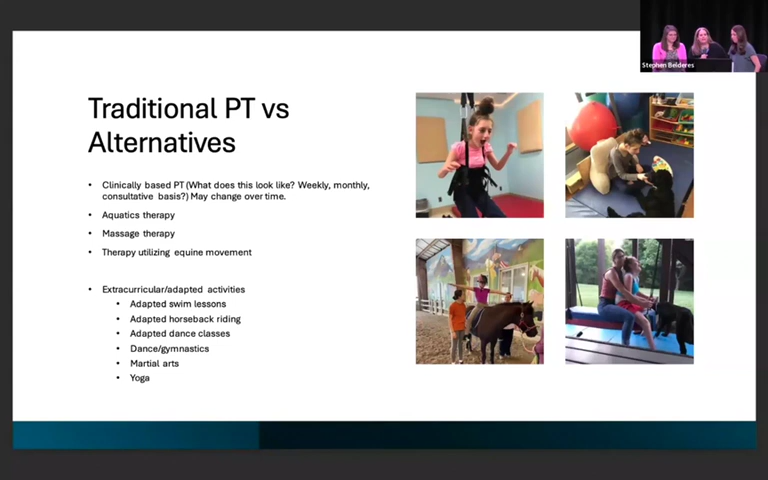 Stephen Beideres
Traditional PT vs
Alternatives
• Clinically based PT (What does this look like? Weekly, monthly,
consultative basis?) May change over time.
• Aquatics therapy
• Massage therapy
• Therapy utilizing equine movement
• Extracurricular/adapted activities
• Adapted swim lessons
• Adapted horseback riding
• Adapted dance classes
• Dance/gymnastics
• Martial arts
• Yoga